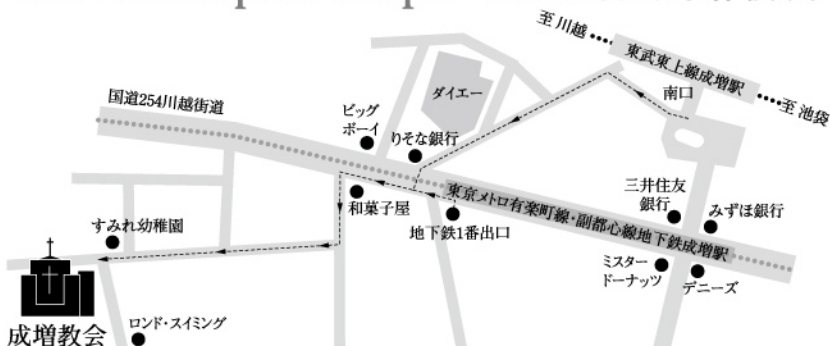 至 川越
東武東上線成増駅
南口
至 池袋
国道254川越街道
ダイエー
ビッグ
ボーイ
りそな銀行
東京メトロ有楽町線・副都心線地下鉄成増駅
三井住友
銀行
みずほ銀行
和菓子屋
地下鉄1番出口
すみれ幼稚園
ミスター
ドーナッツ
デニーズ
ロンド・スイミング
成増教会